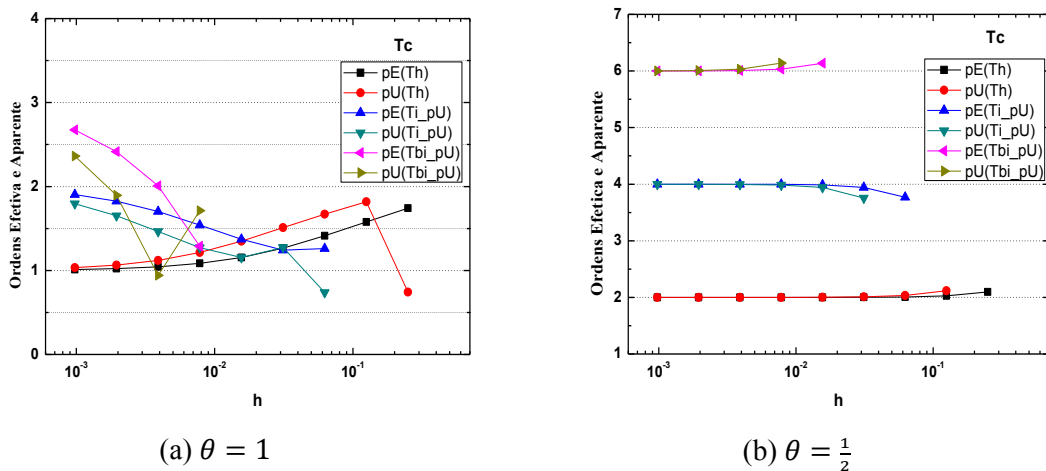 4
3
2
1
0
Ordens Efetiva e Aparente
Tc
pE(Th)
pU(Th)
pE(Ti_pU)
pU(Ti_pU)
pE(Tbi_pU)
pU(Tbi_pU)
10⁻³
10⁻²
10⁻¹
h
(a) θ = 1
7
6
5
4
3
2
1
Ordens Efetica e Aparente
Tc
pE(Th)
pU(Th)
pE(Ti_pU)
pU(Ti_pU)
pE(Tbi_pU)
pU(Tbi_pU)
10⁻³
10⁻²
10⁻¹
h
(b) θ = ½